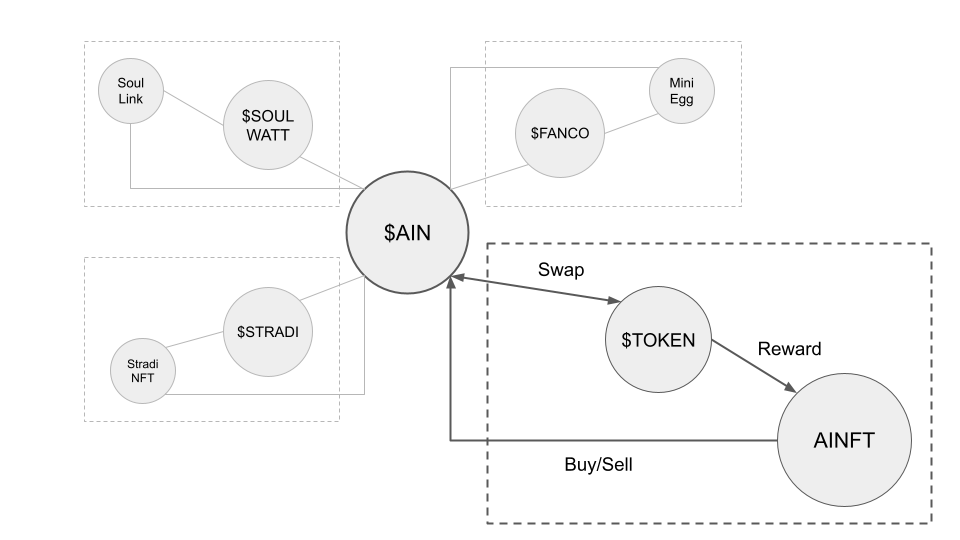 Soul
Link
$SOUL
WATT
$FANCO
Mini
Egg
$AIN
Swap
$TOKEN
Reward
$STRADI
Stradi
NFT
AINFT
Buy/Sell